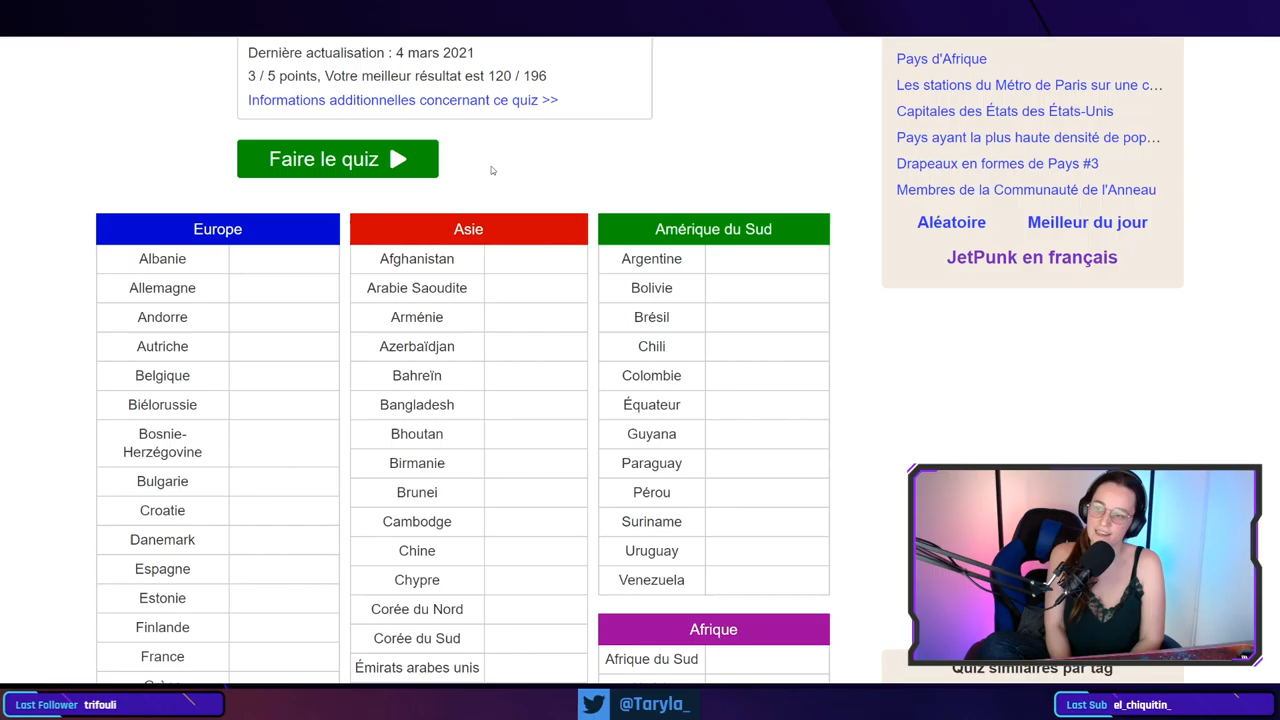 Dernière actualisation : 4 mars 2021
3 / 5 points, Votre meilleur résultat est 120 / 196
Informations additionnelles concernant ce quiz >>
Faire le quiz
Europe
Albanie
Allemagne
Andorre
Autriche
Belgique
Biélorussie
Bosnie-
Herzégovine
Bulgarie
Croatie
Danemark
Espagne
Estonie
Finlande
France
Asie
Afghanistan
Arabie Saoudite
Arménie
Azerbaïdjan
Bahreïn
Bangladesh
Bhoutan
Birmanie
Brunei
Cambodge
Chine
Chypre
Corée du Nord
Corée du Sud
Émirats arabes unis
Amérique du Sud
Argentine
Bolivie
Brésil
Chili
Colombie
Équateur
Guyana
Paraguay
Pérou
Suriname
Uruguay
Venezuela
Afrique
Afrique du Sud
Pays d'Afrique
Les stations du Métro de Paris sur une c…
Capitales des États des États-Unis
Pays ayant la plus haute densité de pop…
Drapeaux en formes de Pays #3
Membres de la Communauté de l'Anneau
Aléatoire Meilleur du jour
JetPunk en français
Quiz similaires par tag
Last Follower trifouli
@Taryla_
Last Sub el_chiquitin_